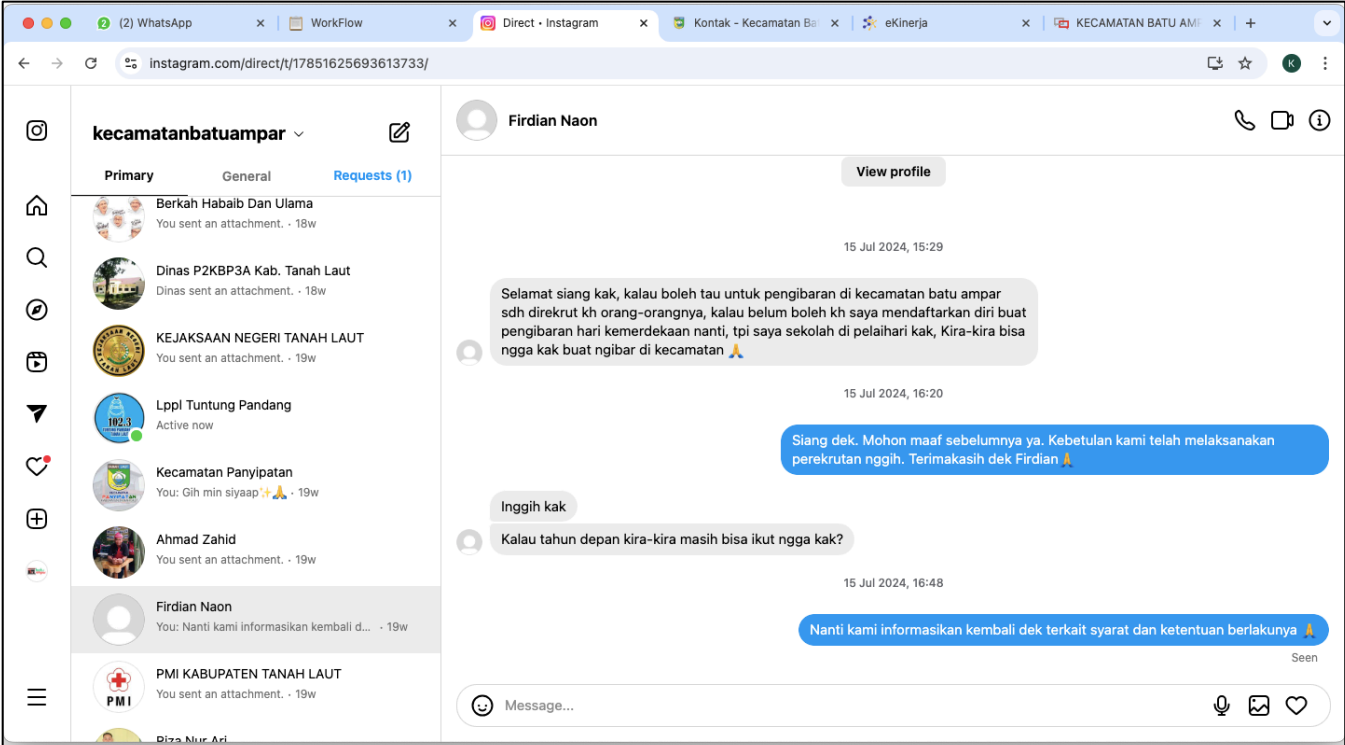 (2) WhatsApp
WorkFlow
Direct • Instagram
Kontak - Kecamatan Ba
eKinerja
KECAMATAN BATU AMP
instagram.com/direct/t/17851625693613733/
K
kecamatanbatuampar
Primary
General
Requests (1)
Berkah Habaib Dan Ulama
You sent an attachment. · 18w
Dinas P2KBP3A Kab. Tanah Laut
Dinas sent an attachment. · 18w
KEJAKSAAN NEGERI TANAH LAUT
You sent an attachment. · 19w
102.3
Lppl Tuntung Pandang
Active now
Kecamatan Panyipatan
You: Gih min siyaap✨🙏 · 19w
Ahmad Zahid
You sent an attachment. · 19w
Firdian Naon
You: Nanti kami informasikan kembali d... · 19w
PMI
PMI KABUPATEN TANAH LAUT
You sent an attachment. · 19w
Riza Nur Ari
Firdian Naon
View profile
15 Jul 2024, 15:29
Selamat siang kak, kalau boleh tau untuk pengibaran di kecamatan batu ampar
sdh direkrut kh orang-orangnya, kalau belum boleh kh saya mendaftarkan diri buat
pengibaran hari kemerdekaan nanti, tpi saya sekolah di pelaihari kak, Kira-kira bisa
ngga kak buat ngibar di kecamatan 🙏
15 Jul 2024, 16:20
Siang dek. Mohon maaf sebelumnya ya. Kebetulan kami telah melaksanakan
perekrutan nggih. Terimakasih dek Firdian🙏
Inggih kak
Kalau tahun depan kira-kira masih bisa ikut ngga kak?
15 Jul 2024, 16:48
Nanti kami informasikan kembali dek terkait syarat dan ketentuan berlakunya 🙏
Seen
Message...